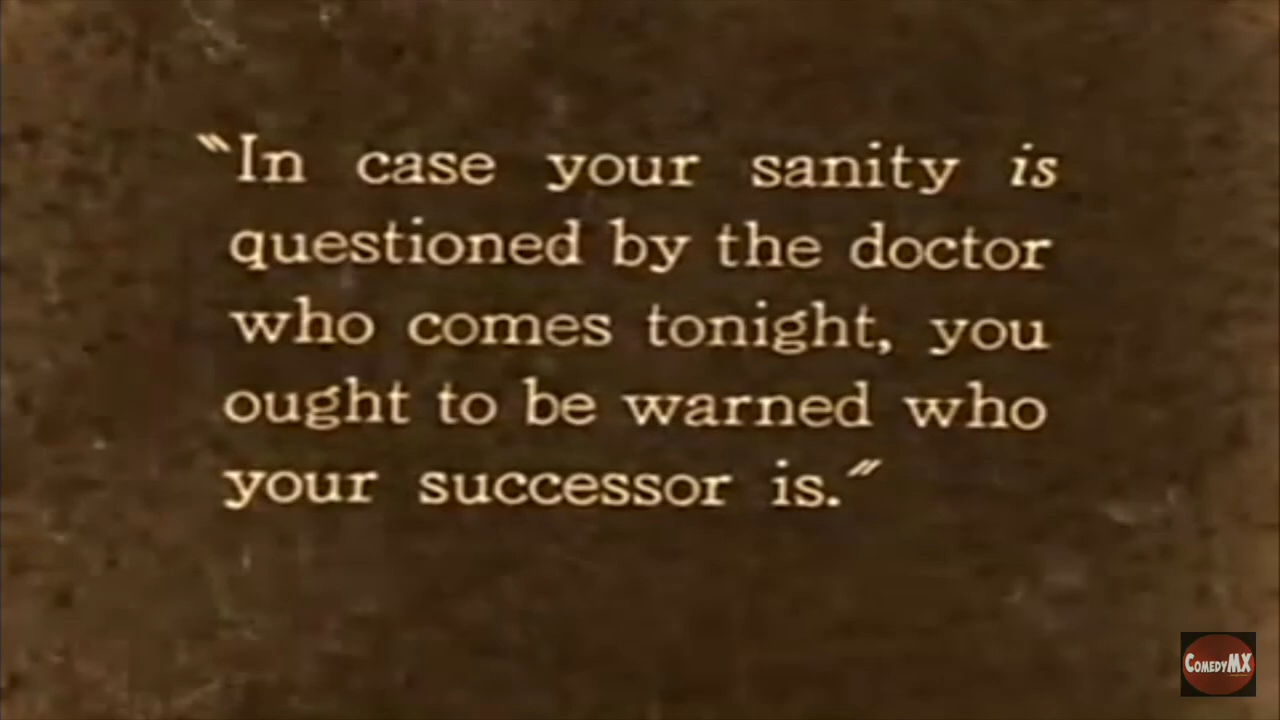 "In case your sanity is
questioned by the doctor
who comes tonight, you
ought to be warned who
your successor is."
COMEDYMX